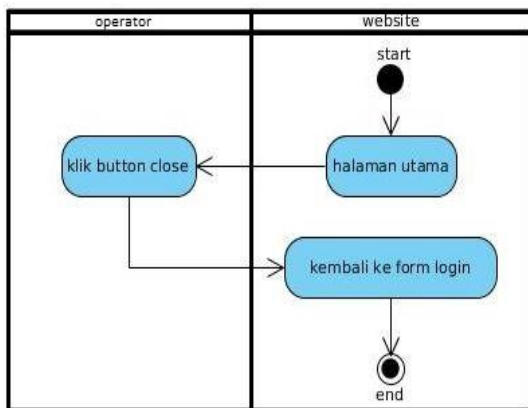 operator
website
start
klik button close
halaman utama
kembali ke form login
end